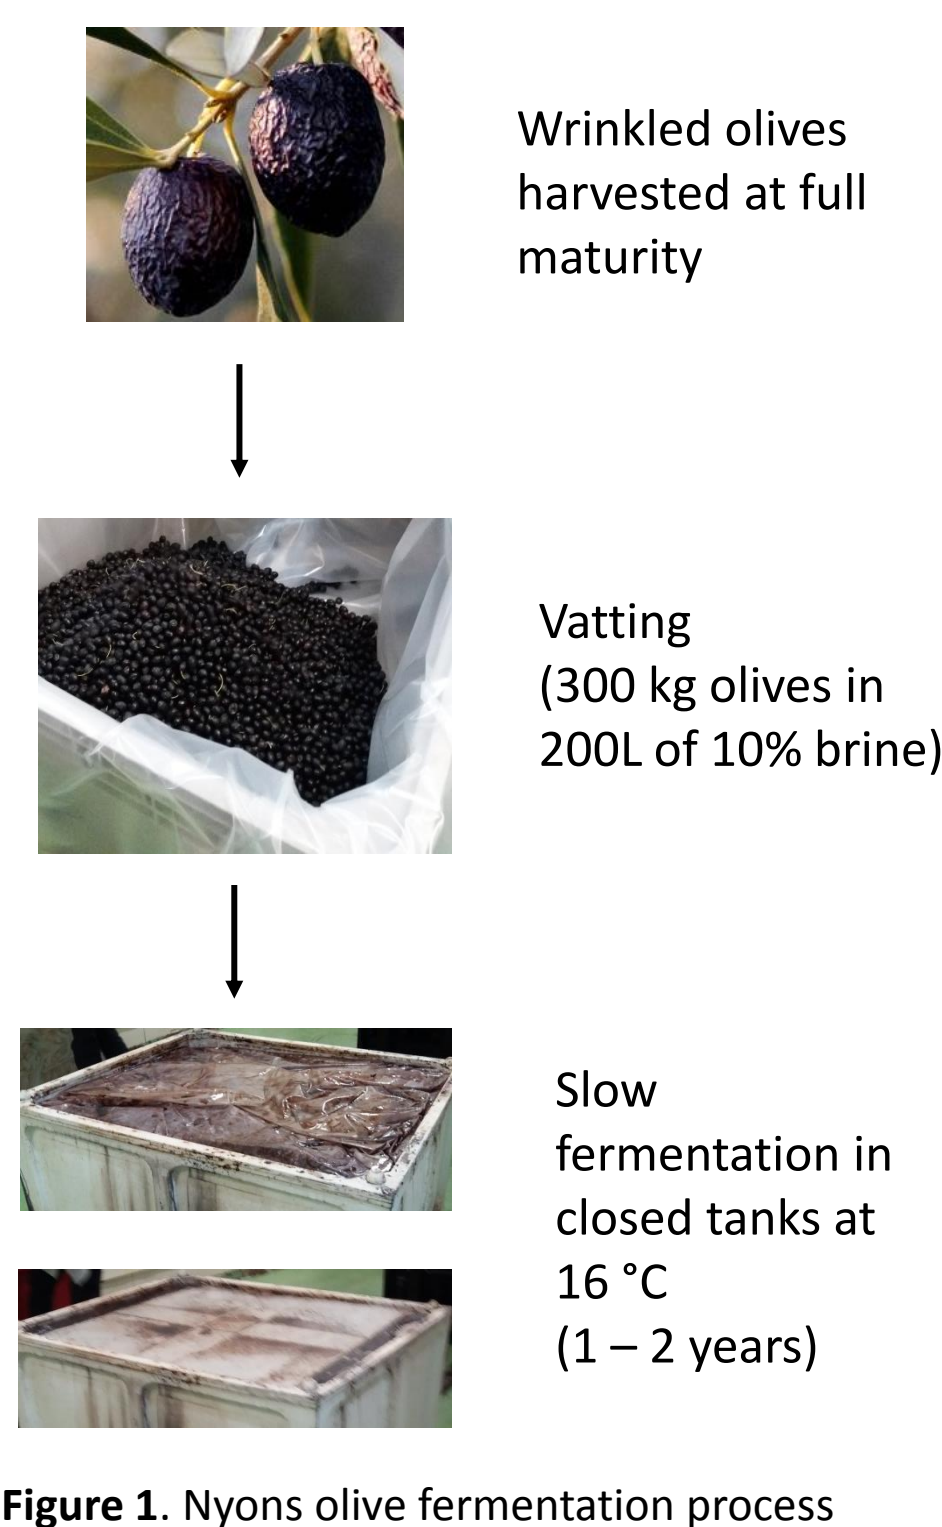 Wrinkled olives
harvested at full
maturity
Vatting
(300 kg olives in
200L of 10% brine)
Slow
fermentation in
closed tanks at
16 °C
(1 – 2 years)
Figure 1. Nyons olive fermentation process